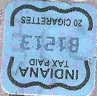 INDIANA
TAX PAID
B1213
20 CIGARETTES